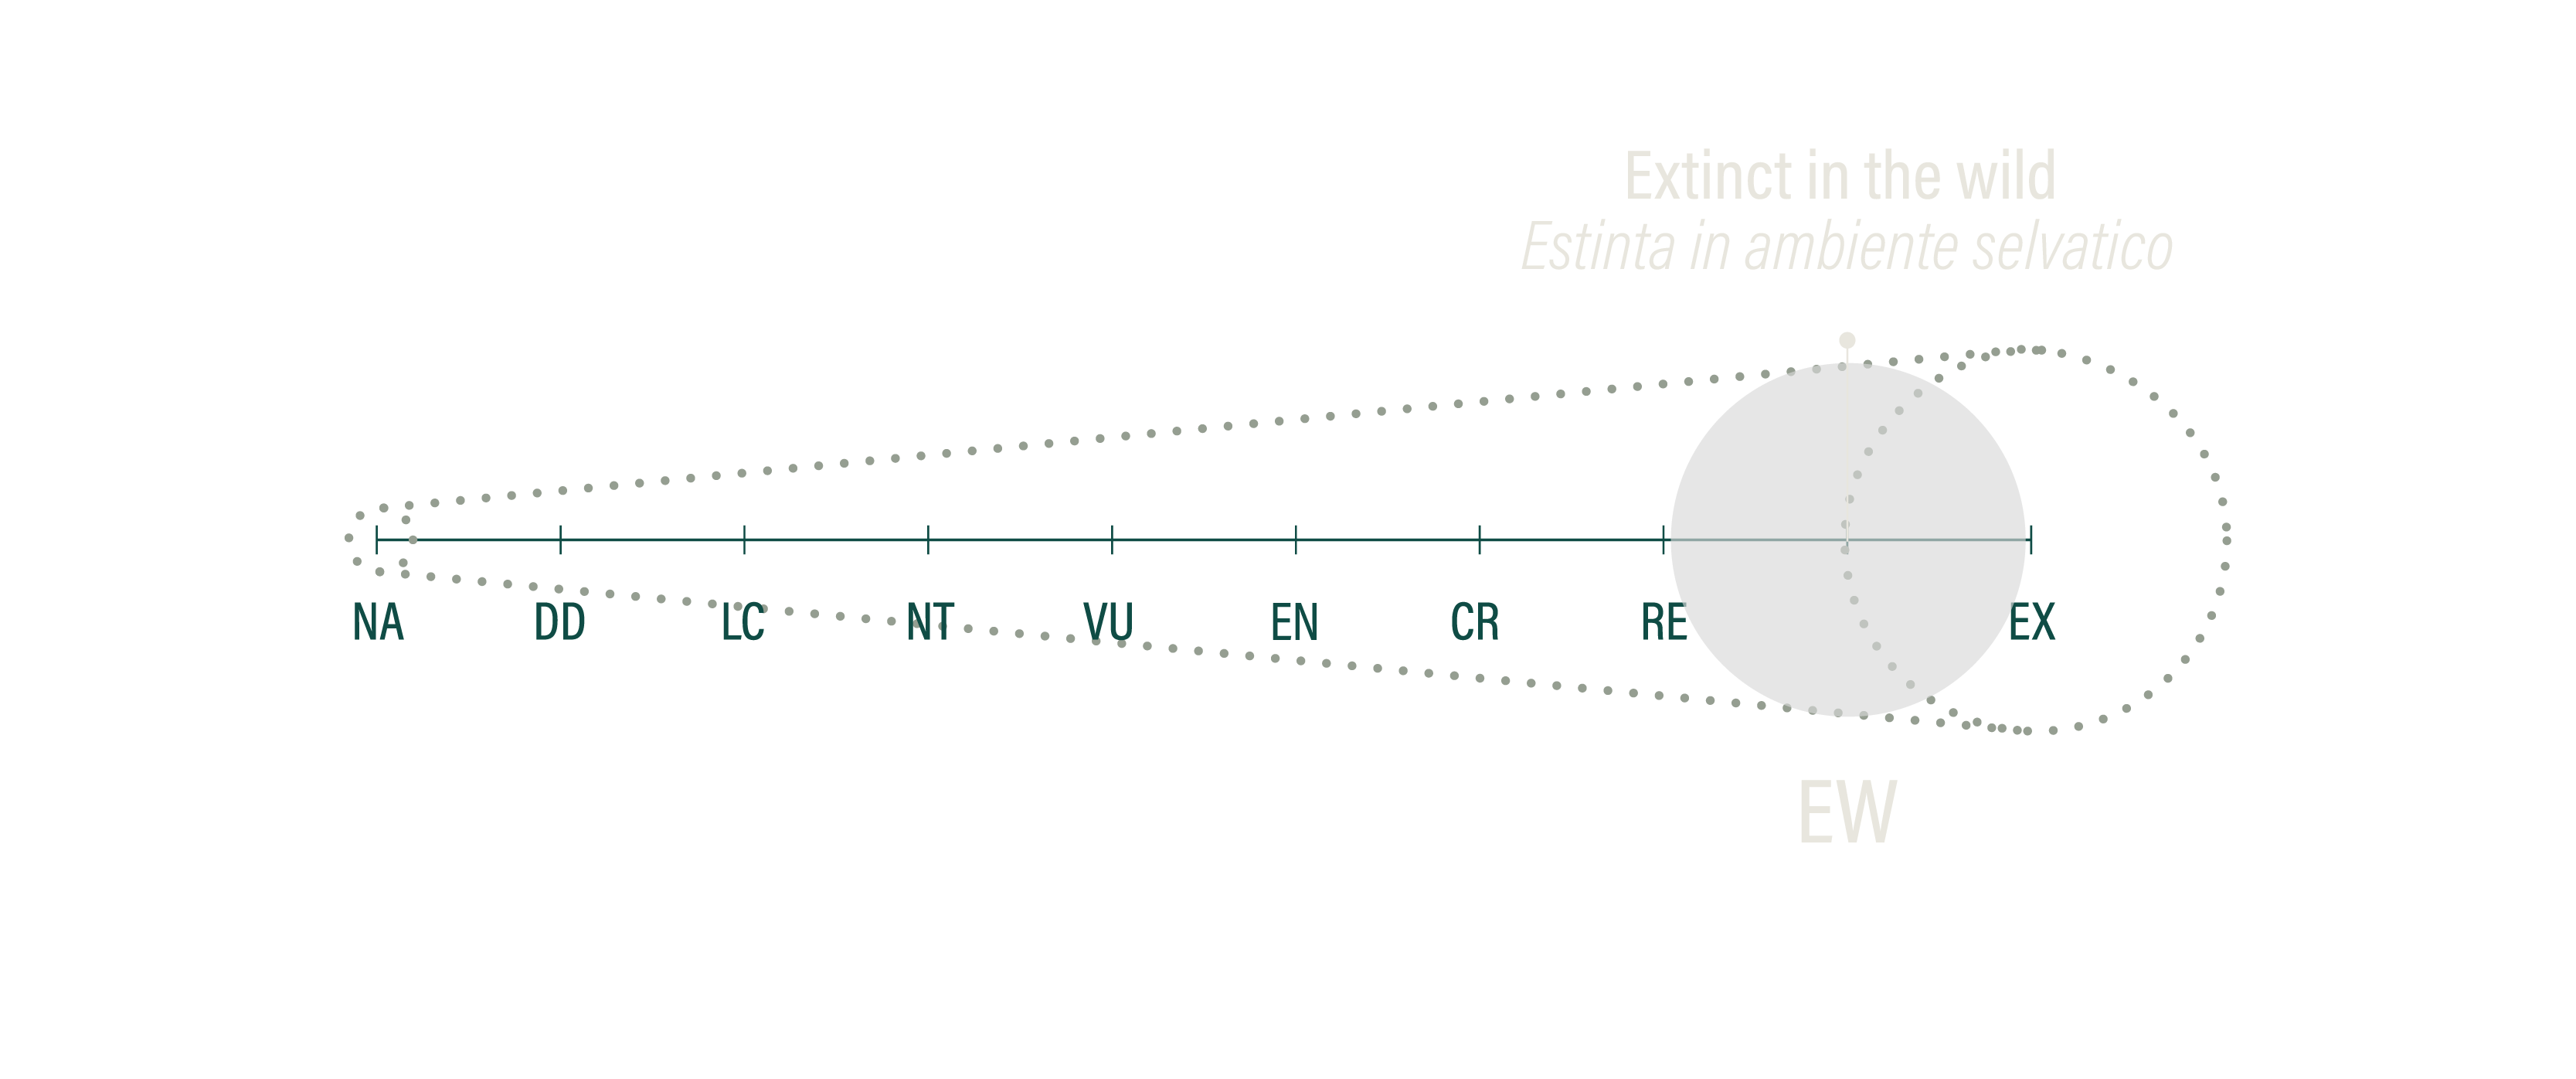 Extinct in the wild
Estinta in ambiente selvatico
NA DD LC NT VU EN CR RE EX
EW